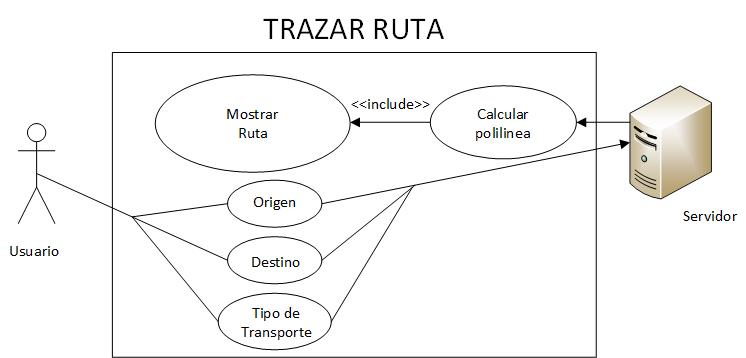 TRAZAR RUTA
Mostrar
Ruta
<<include>>
Calcular
polilinea
Origen
Destino
Tipo de
Transporte
Usuario
Servidor